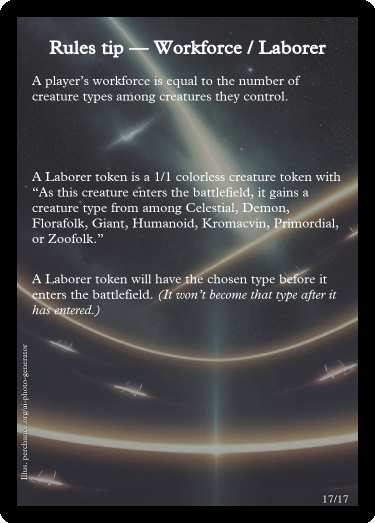 Rules tip — Workforce / Laborer
A player's workforce is equal to the number of
creature types among creatures they control.
A Laborer token is a 1/1 colorless creature token with
“As this creature enters the battlefield, it gains a
creature type from among Celestial, Demon,
Florafolk, Giant, Humanoid, Kromacvin, Primordial,
or Zoofolk.”
A Laborer token will have the chosen type before it
enters the battlefield. (It won't become that type after it
has entered.)
Illus. perchance.org/ai-photo-generator
17/17